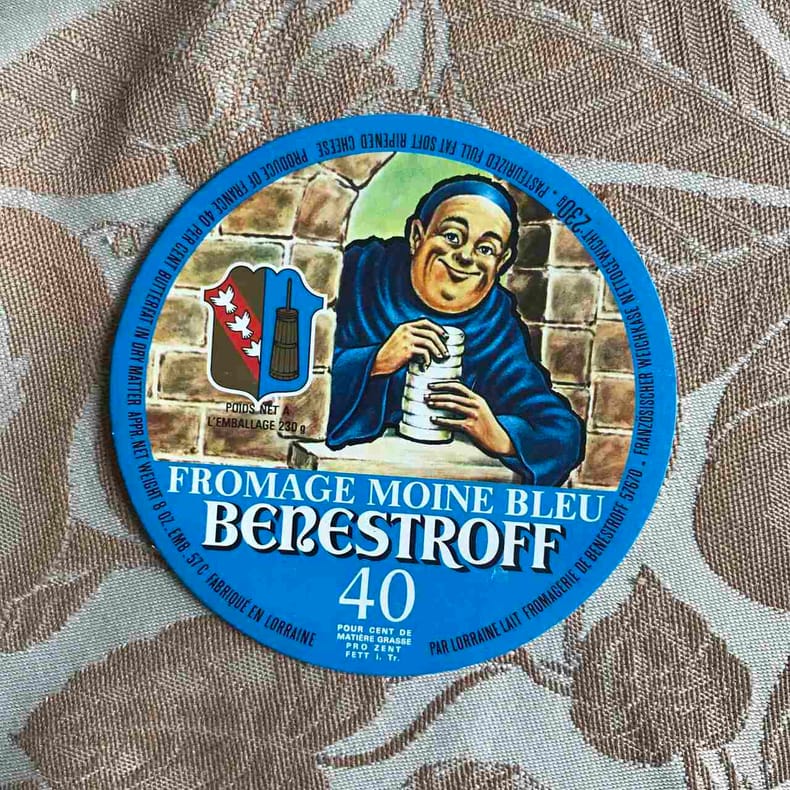 PRODUCE OF FRANCE 40 PER CENT BUTTERFAT IN DRY MATTER APPR. NET WEIGHT 8 OZ. EMB. 57C FABRIQUÉ EN LORRAINE
PAR LORRAINE LAIT FROMAGERIE DE BENESTROFF 57670 - FRANZÖSISCHER WEICHKÄSE NETTOGEWICHT 230g - PASTEURIZED FULL FAT SOFT RIPENED CHEESE
POIDS NET A
L'EMBALLAGE 230 g
FROMAGE MOINE BLEU
BENESTROFF
40
POUR CENT DE
MATIÈRE GRASSE
PRO ZENT
FETT i. Tr.